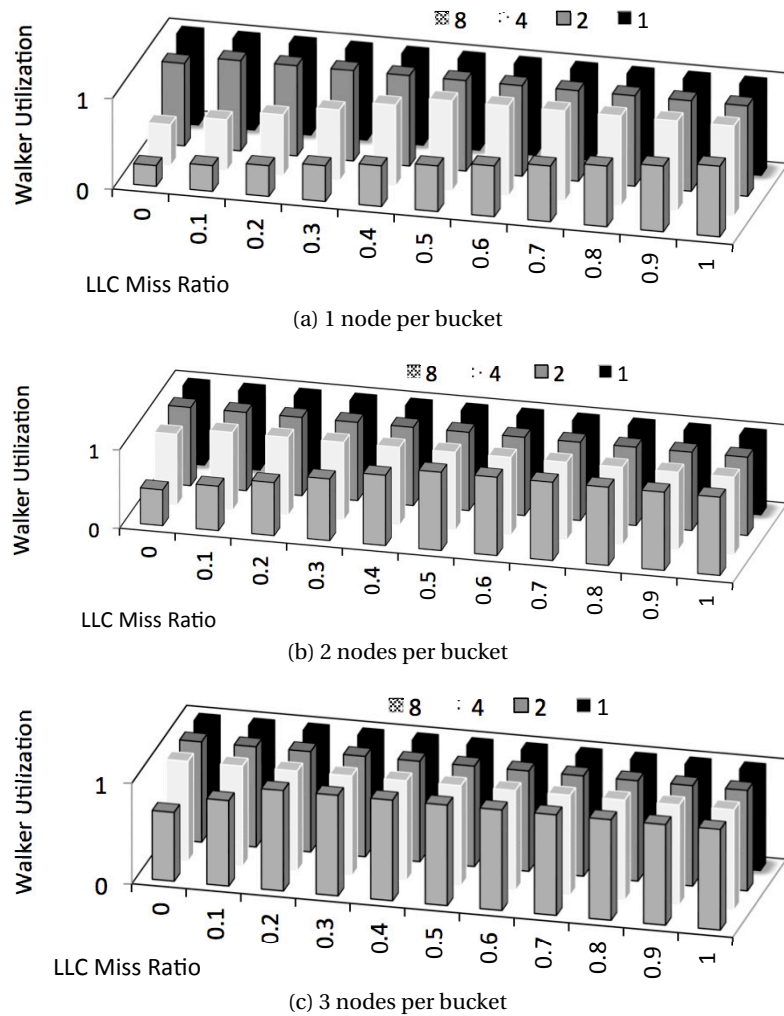 8 4 2 1
Walker Utilization
1
0
0 0.1 0.2 0.3 0.4 0.5 0.6 0.7 0.8 0.9 1
LLC Miss Ratio
(a) 1 node per bucket
8 4 2 1
Walker Utilization
1
0
0 0.1 0.2 0.3 0.4 0.5 0.6 0.7 0.8 0.9 1
LLC Miss Ratio
(b) 2 nodes per bucket
8 4 2 1
Walker Utilization
1
0
0 0.1 0.2 0.3 0.4 0.5 0.6 0.7 0.8 0.9 1
LLC Miss Ratio
(c) 3 nodes per bucket